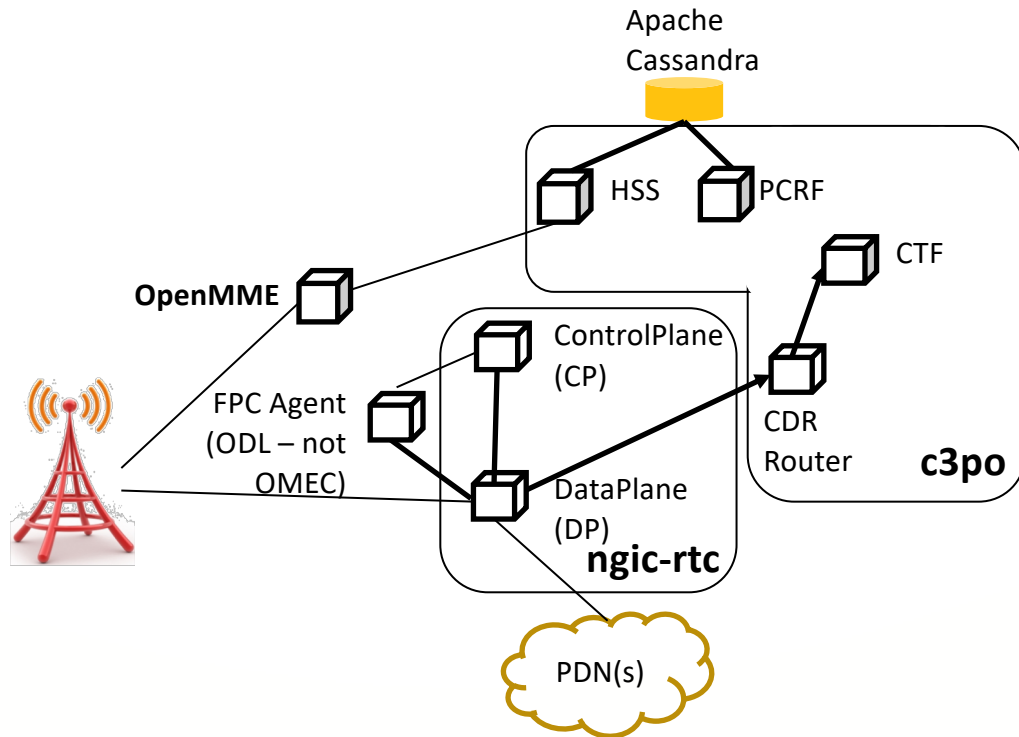 Apache
Cassandra
HSS
PCRF
CTF
OpenMME
ControlPlane
(CP)
FPC Agent
(ODL – not
OMEC)
CDR
Router
c3po
DataPlane
(DP)
ngic-rtc
PDN(s)